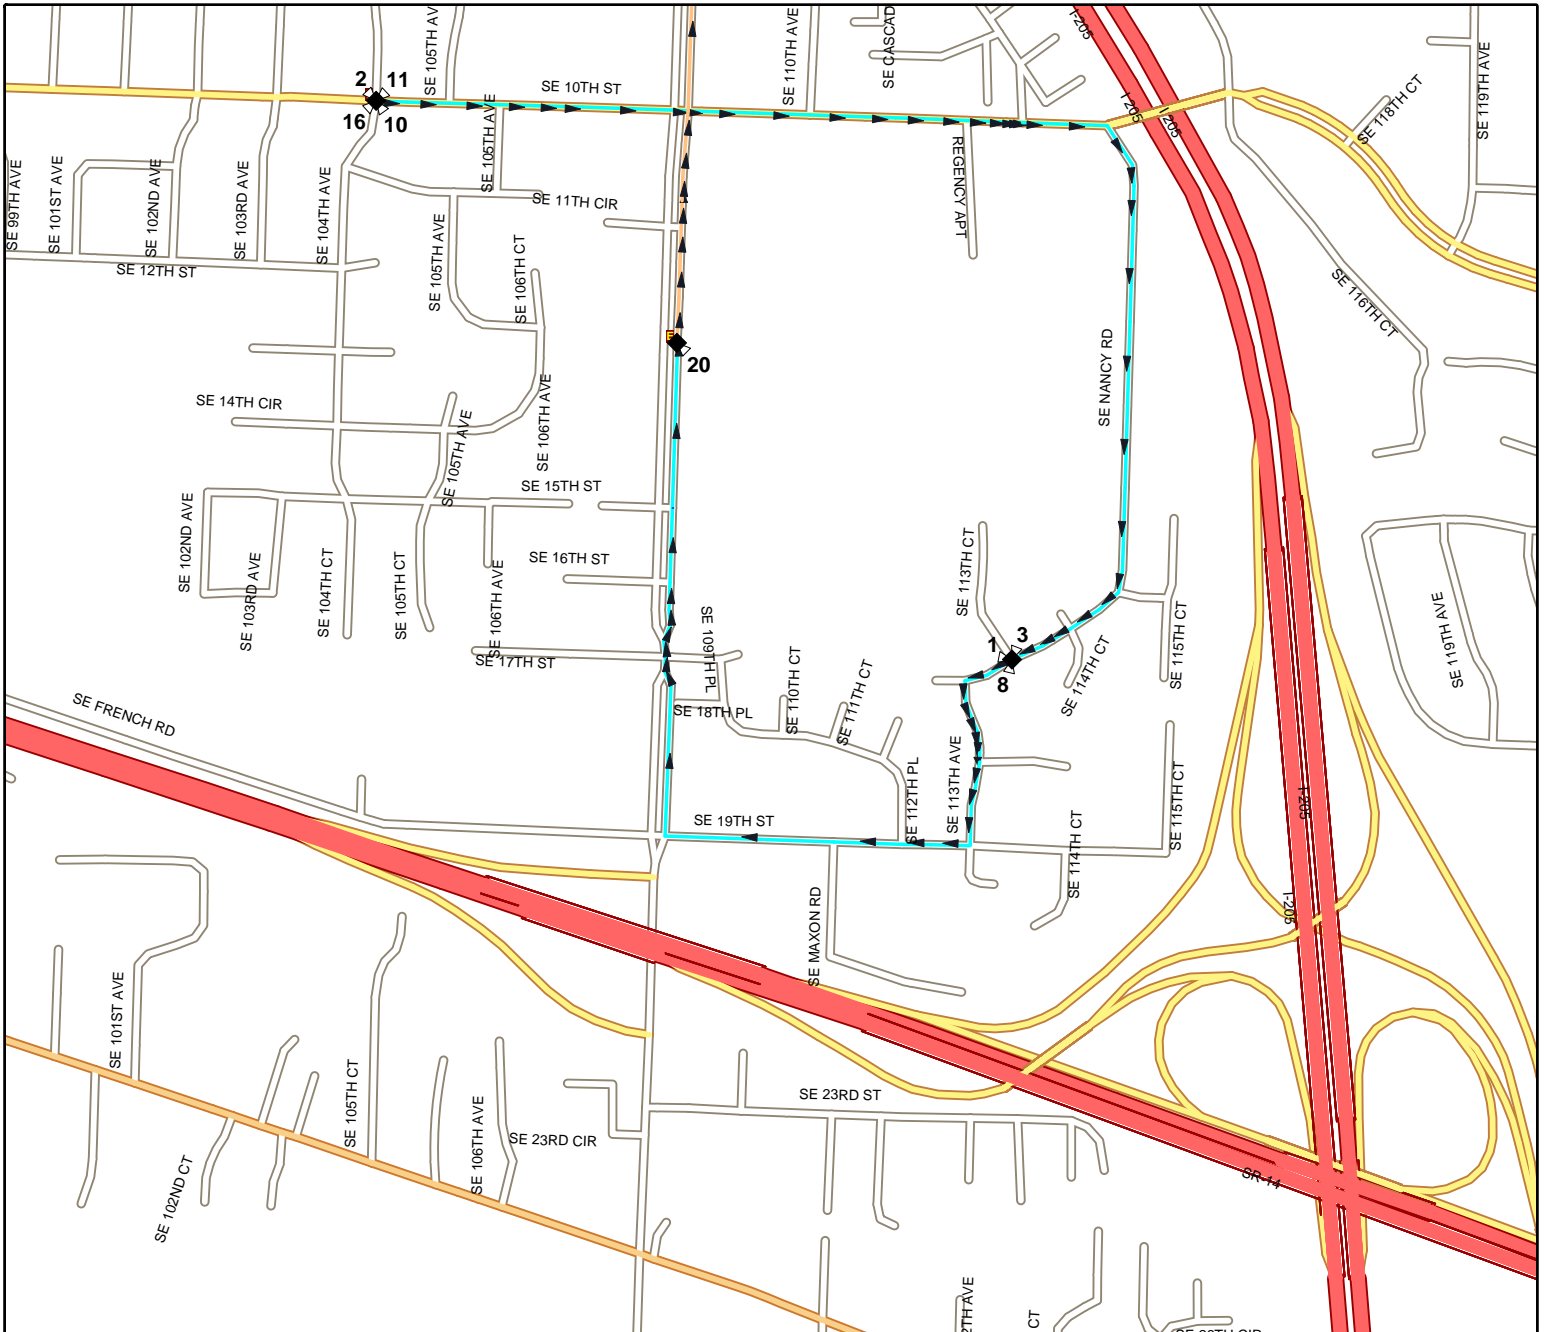 SE 105TH AV
SE 110TH AVE
SE CASCAD
I-205
SE 119TH AVE
2 11
SE 10TH ST
SE 118TH CT
16 10
SE 105TH AVE
I-205
I-205
SE 99TH AVE
SE 101ST AVE
SE 102ND AVE
SE 103RD AVE
SE 104TH AVE
SE 11TH CIR
REGENCY APT
SE 12TH ST
SE 105TH AVE
SE 106TH CT
SE 116TH CT
E
20
SE NANCY RD
SE 14TH CIR
SE 106TH AVE
SE 105TH AVE
SE 15TH ST
SE 102ND AVE
SE 16TH ST
SE 103RD AVE
SE 104TH CT
SE 105TH CT
SE 106TH AVE
SE 113TH CT
SE 119TH AVE
SE 17TH ST
SE 109TH PL
1 3
8
SE 114TH CT
SE 115TH CT
SE FRENCH RD
SE 18TH PL
SE 110TH CT
SE 111TH CT
SE 19TH ST
SE 112TH PL
SE 113TH AVE
SE 115TH CT
I-205
SE 114TH CT
SE MAXON RD
I-205
SE 101ST AVE
SE 105TH CT
SE 106TH AVE
SE 23RD ST
SE 23RD CIR
SE 102ND CT
SR-14
2TH AVE
CT